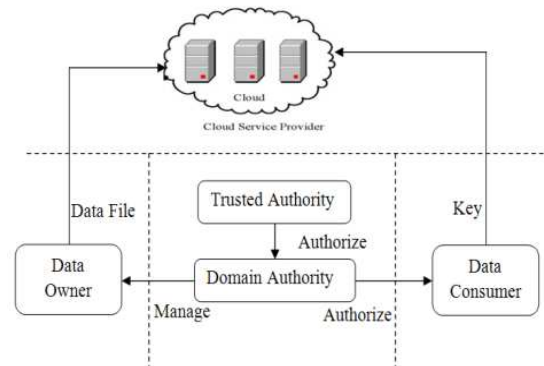 Cloud
Cloud Service Provider
Data File
Trusted Authority
Key
Authorize
Data
Owner
Domain Authority
Data
Consumer
Manage
Authorize